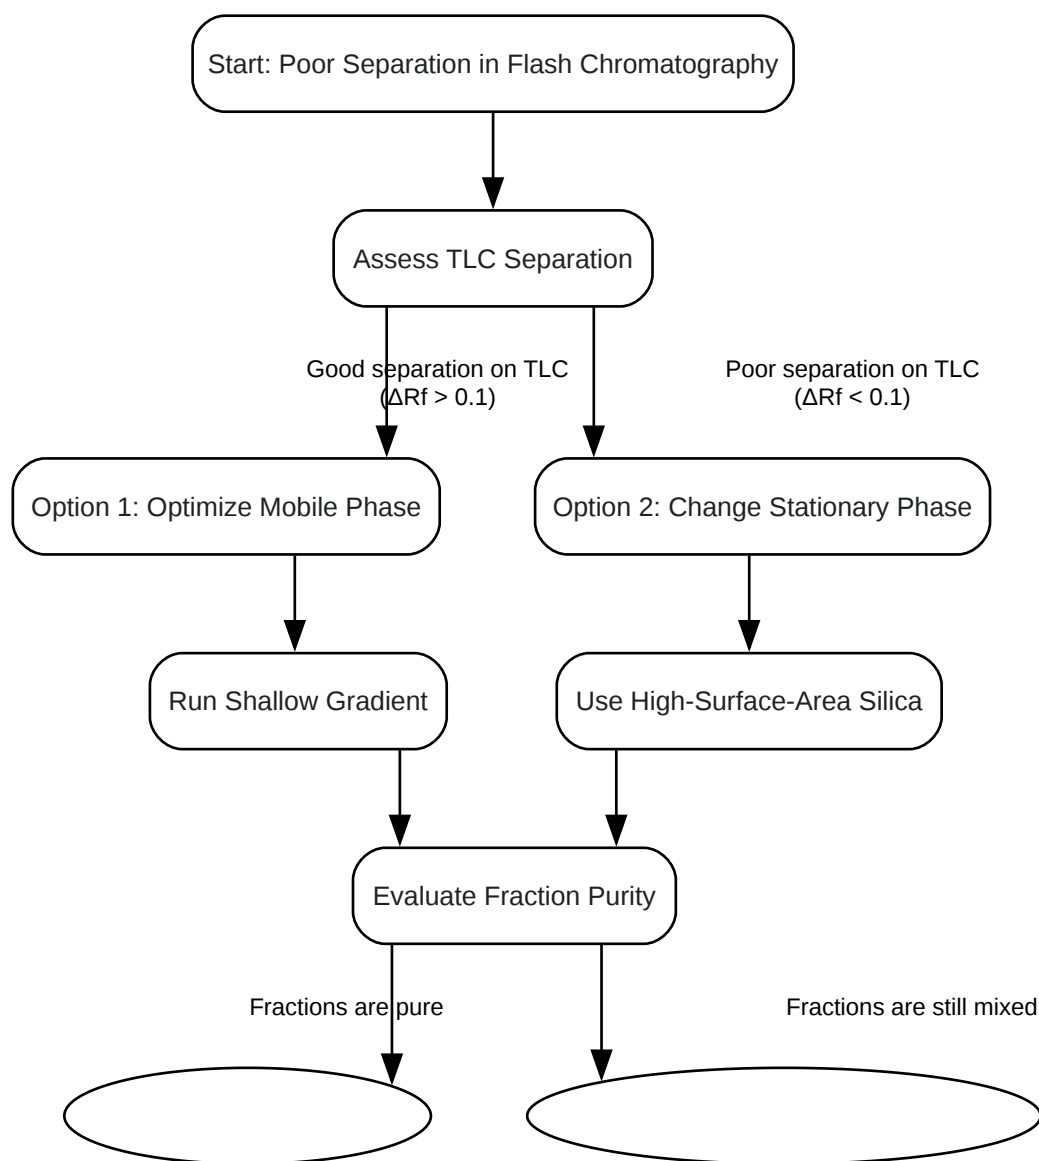 Start: Poor Separation in Flash Chromatography
Assess TLC Separation
Good separation on TLC
(ΔRf > 0.1)
Poor separation on TLC
(ΔRf < 0.1)
Option 1: Optimize Mobile Phase
Option 2: Change Stationary Phase
Run Shallow Gradient
Use High-Surface-Area Silica
Evaluate Fraction Purity
Fractions are pure
Fractions are still mixed